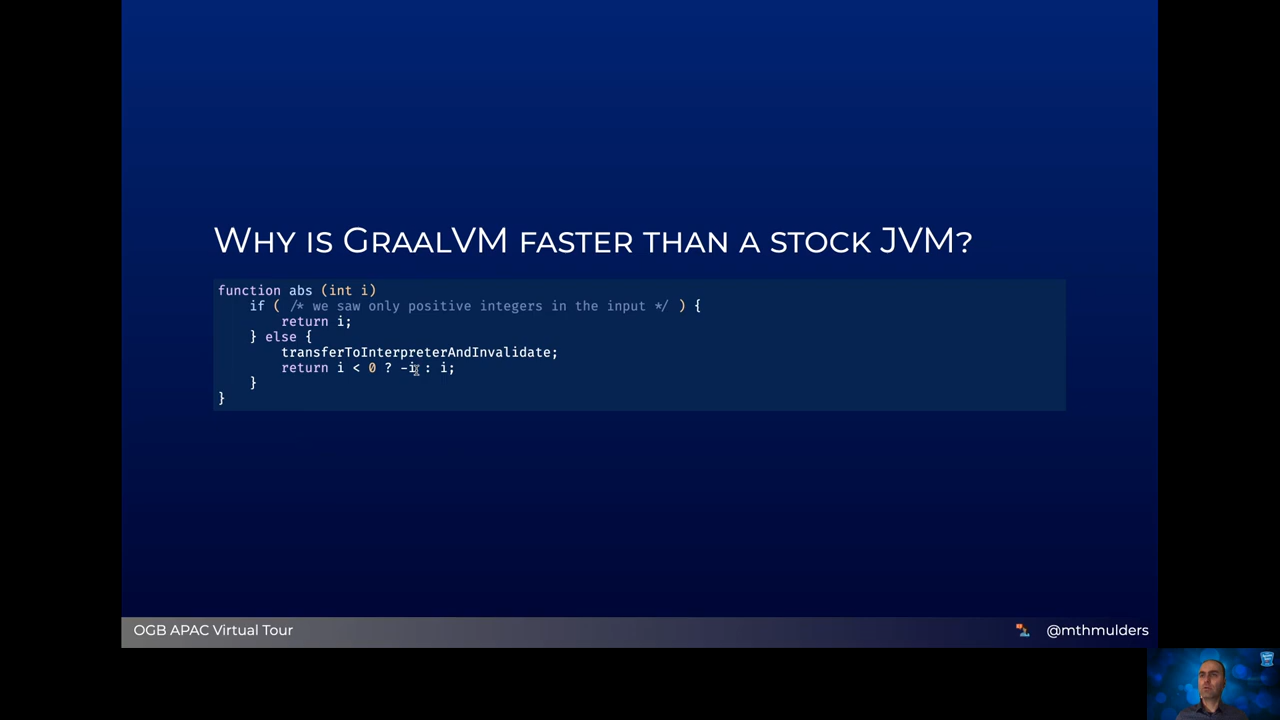 WHY IS GRAALVM FASTER THAN A STOCK JVM?
function abs (int i)
if ( /* we saw only positive integers in the input */ ) {
return i;
} else {
transferToInterpreterAndInvalidate;
return i < 0 ? -i : i;
}
}
OGB APAC Virtual Tour
@mthmulders